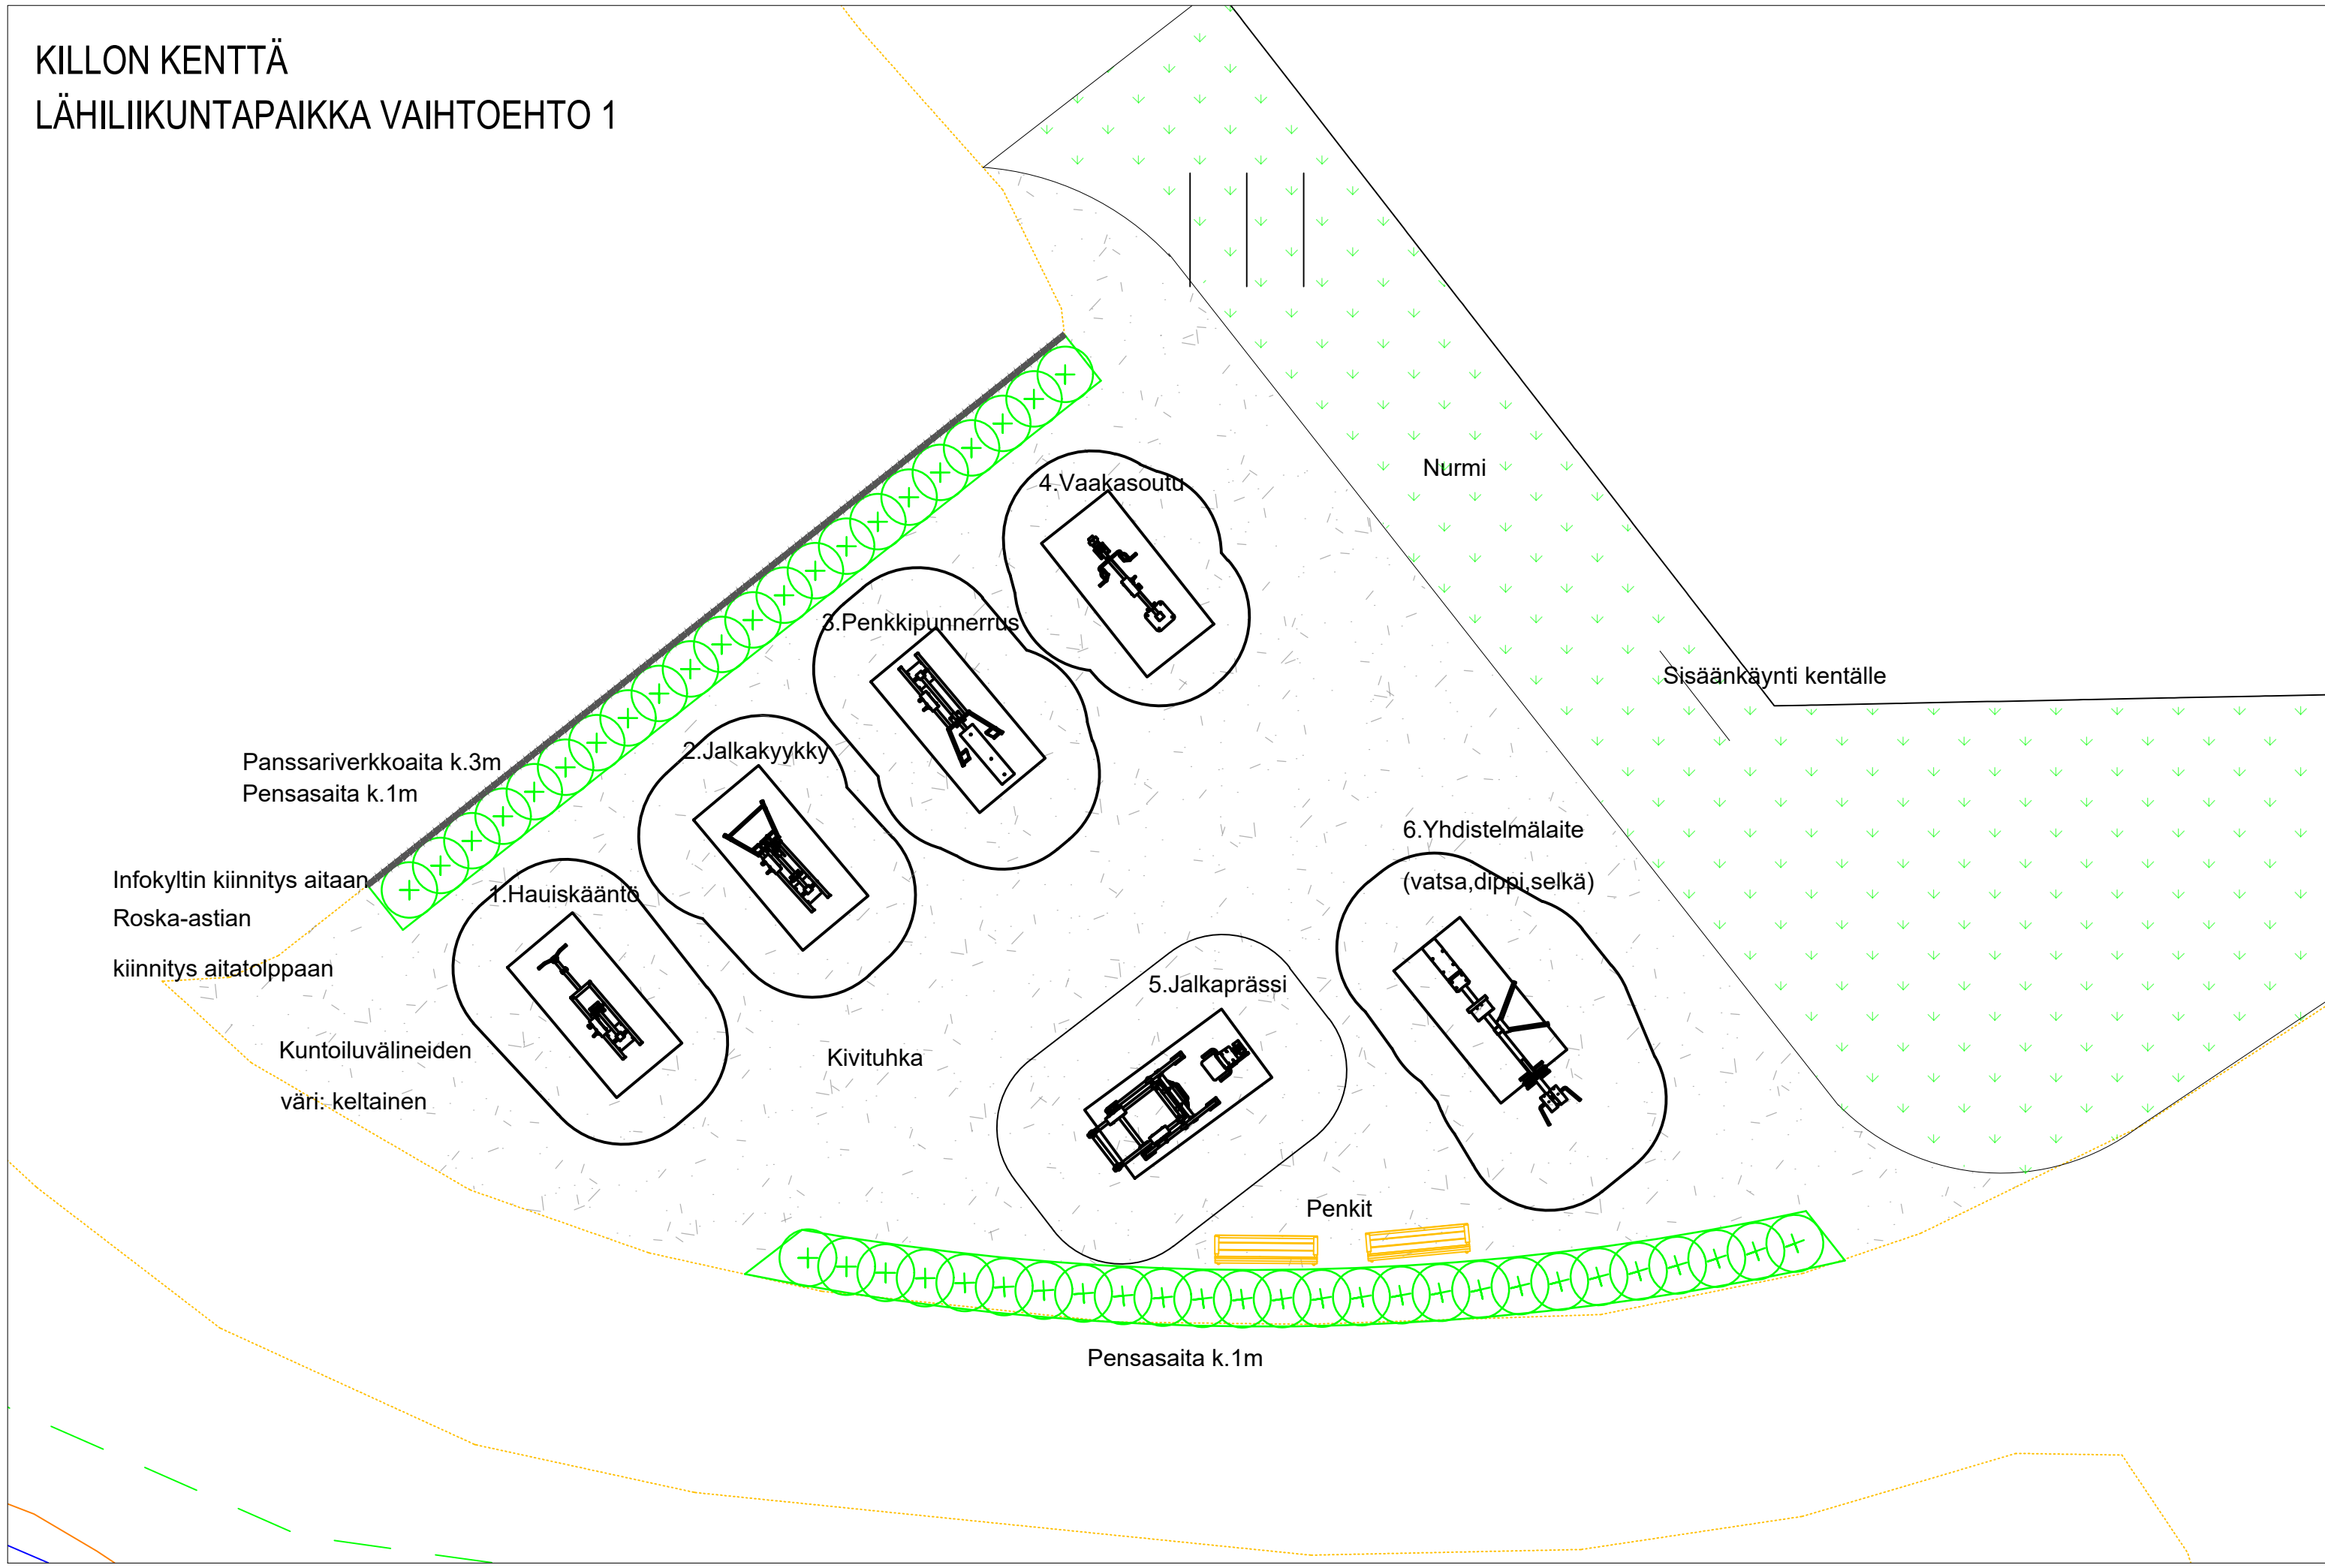 KILLON KENTTÄ
LÄHILIIKUNTAPAIKKA VAIHTOEHTO 1
Nurmi
4.Vaakasoutu
3.Penkkipunnerrus
Sisäänkäynti kentälle
2.Jalkakyykky
Panssariverkkoaita k.3m
Pensasaita k.1m
6.Yhdistelmälaite
(vatsa,dippi,selkä)
Infokyltin kiinnitys aitaan
1.Hauiskääntö
Roska-astian
kiinnitys aitatolppaan
5.Jalkaprässi
Kuntoiluvälineiden
väri: keltainen
Kivituhka
Penkit
Pensasaita k.1m